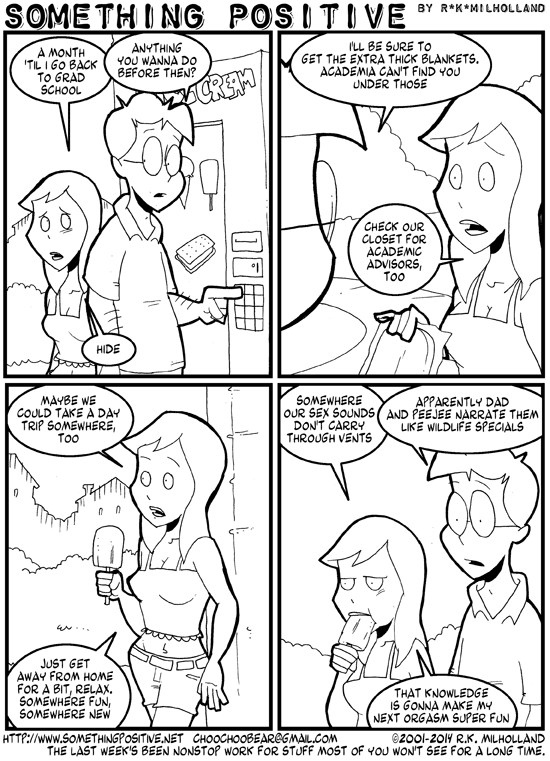 SOMETHING POSITIVE BY R*K*MILHOLLAND
A MONTH
'TIL I GO BACK
TO GRAD
SCHOOL
ANYTHING
YOU WANNA DO
BEFORE THEN?
CREAM
HIDE
I'LL BE SURE TO
GET THE EXTRA THICK BLANKETS.
ACADEMIA CAN'T FIND YOU
UNDER THOSE
CHECK OUR
CLOSET FOR
ACADEMIC
ADVISORS,
TOO
MAYBE WE
COULD TAKE A DAY
TRIP SOMEWHERE,
TOO
JUST GET
AWAY FROM HOME
FOR A BIT, RELAX.
SOMEWHERE FUN,
SOMEWHERE NEW
SOMEWHERE
OUR SEX SOUNDS
DON'T CARRY
THROUGH VENTS
APPARENTLY DAD
AND PEEJEE NARRATE THEM
LIKE WILDLIFE SPECIALS
THAT KNOWLEDGE
IS GONNA MAKE MY
NEXT ORGASM SUPER FUN
HTTP://WWW.SOMETHINGPOSITIVE.NET CHOOCHOOBEAR@GMAIL.COM ©2001-2014 R.K. MILHOLLAND
THE LAST WEEK'S BEEN NONSTOP WORK FOR STUFF MOST OF YOU WON'T SEE FOR A LONG TIME.